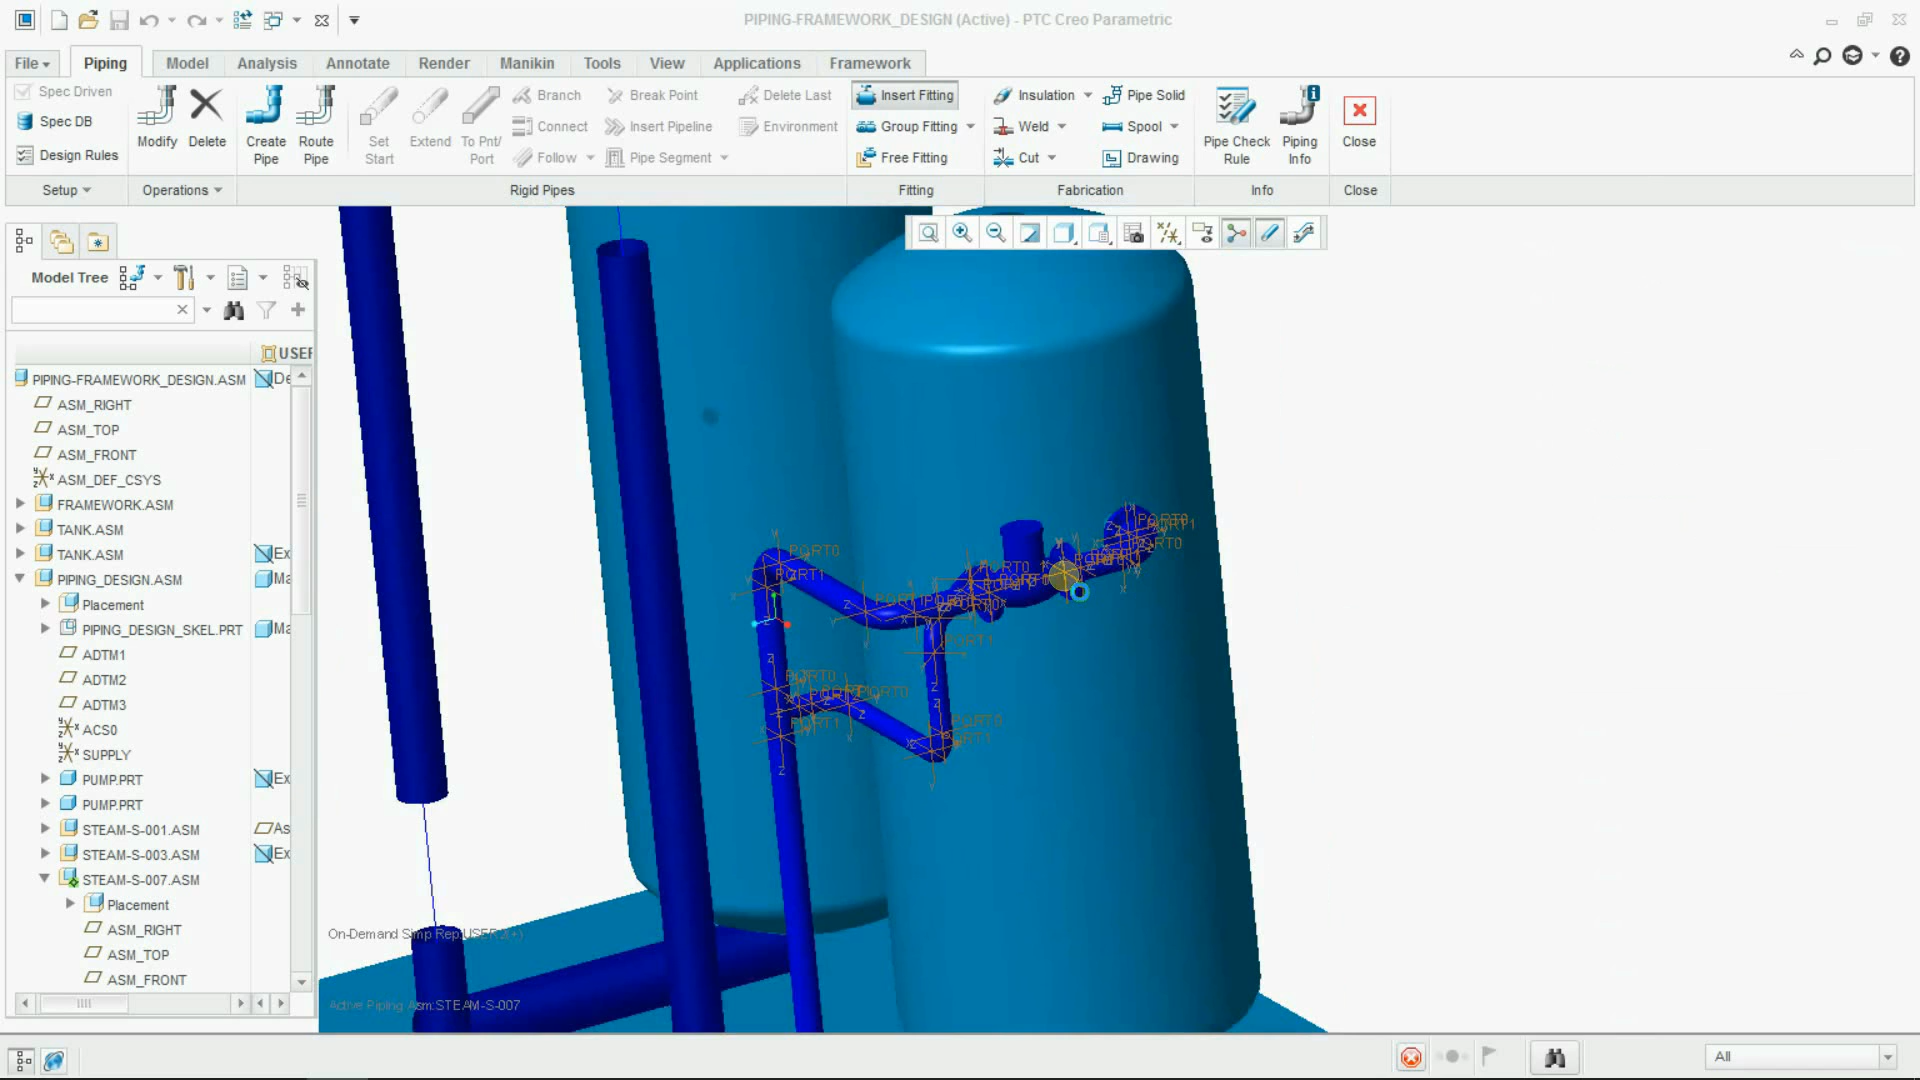 PIPING-FRAMEWORK_DESIGN (Active) - PTC Creo Parametric
File Piping Model Analysis Annotate Render Manikin Tools View Applications Framework
Spec Driven
Spec DB
Design Rules
Modify
Delete
Create Pipe
Route Pipe
Set Start
Extend
To Pnt/ Port
Branch
Connect
Follow
Break Point
Insert Pipeline
Pipe Segment
Delete Last
Environment
Insert Fitting
Group Fitting
Free Fitting
Insulation
Weld
Cut
Pipe Solid
Spool
Drawing
Pipe Check Rule
Piping Info
Close
Setup Operations Rigid Pipes Fitting Fabrication Info Close
Model Tree
USER
PIPING-FRAMEWORK_DESIGN.ASM De
ASM_RIGHT
ASM_TOP
ASM_FRONT
ASM_DEF_CSYS
FRAMEWORK.ASM
TANK.ASM
TANK.ASM Ex
PIPING_DESIGN.ASM Ma
Placement
PIPING_DESIGN_SKEL.PRT Ma
ADTM1
ADTM2
ADTM3
ACS0
SUPPLY
PUMP.PRT Ex
PUMP.PRT
STEAM-S-001.ASM As
STEAM-S-003.ASM Ex
STEAM-S-007.ASM
Placement
ASM_RIGHT
ASM_TOP
ASM_FRONT
PORT0
PORT1
PORT0
PORT1
PORT0
PORT1
PORT0
PORT1
PORT0
PORT0
PORT1
PORT0
PORT1
On-Demand Simp Rep:
Active Piping Asm:STEAM-S-007
All